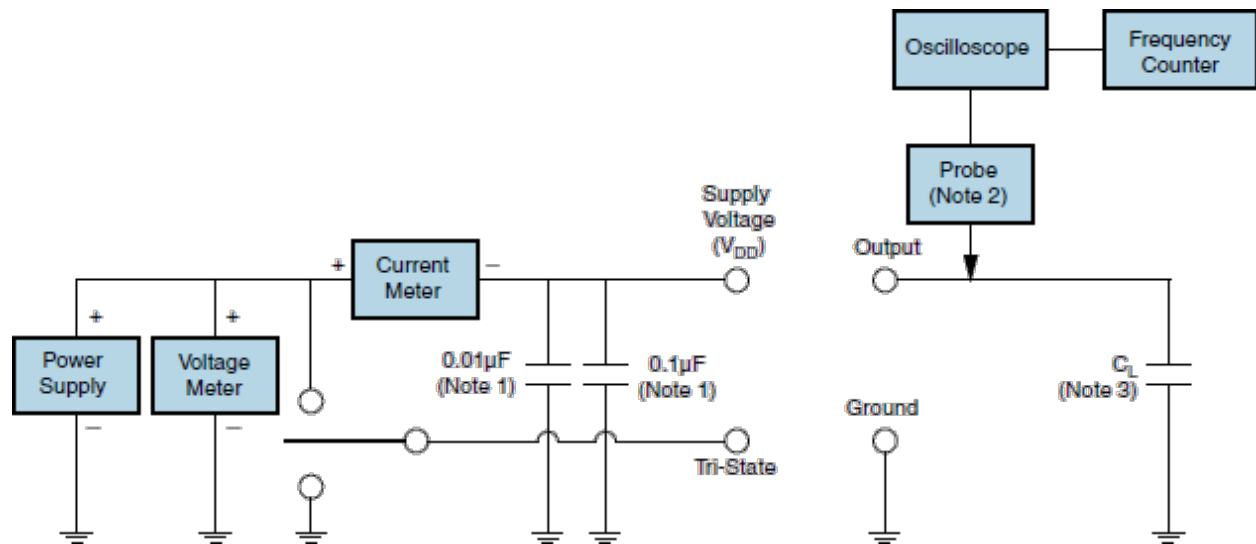 Oscilloscope
Frequency
Counter
Probe
(Note 2)
Supply
Voltage
(VDD)
Output
+
Current
Meter
–
+
+
Power
Supply
Voltage
Meter
0.01µF
(Note 1)
0.1µF
(Note 1)
CL
(Note 3)
–
–
Ground
Tri-State